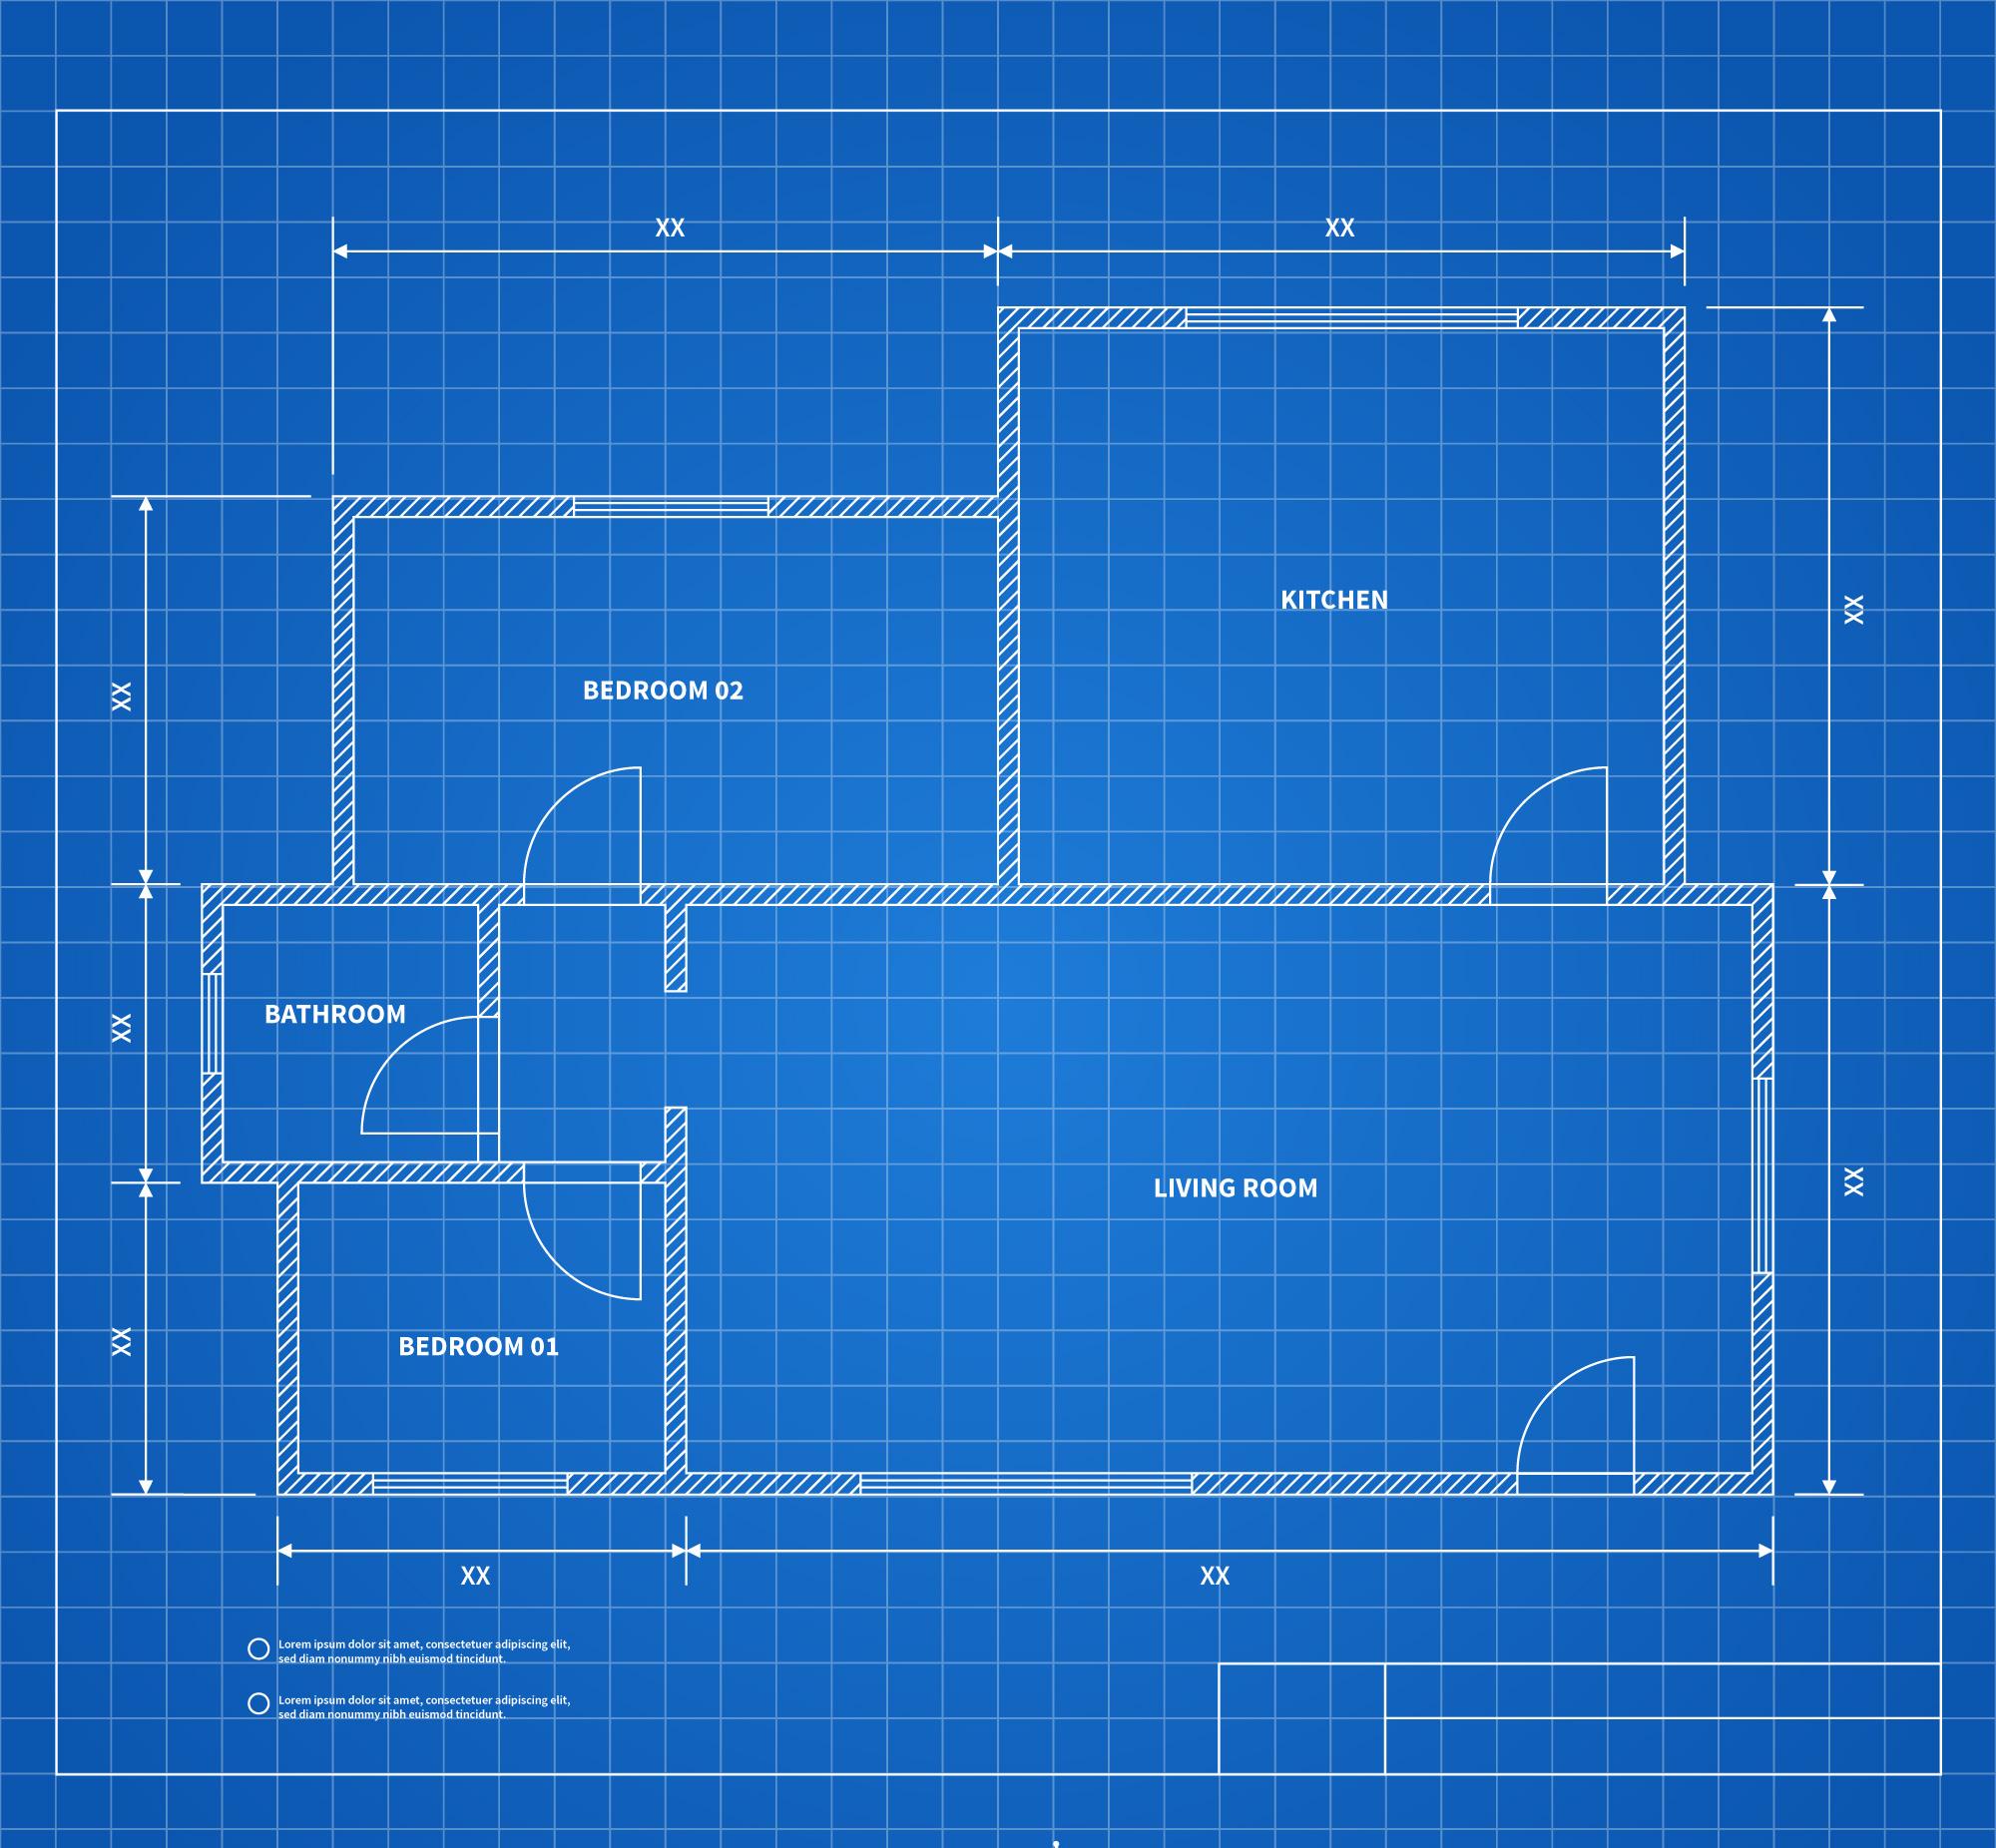 XX
XX
KITCHEN
XX
BEDROOM 02
XX
BATHROOM
XX
LIVING ROOM
XX
BEDROOM 01
XX
XX
XX
Lorem ipsum dolor sit amet, consectetuer adipiscing elit,
sed diam nonummy nibh euismod tincidunt.
Lorem ipsum dolor sit amet, consectetuer adipiscing elit,
sed diam nonummy nibh euismod tincidunt.